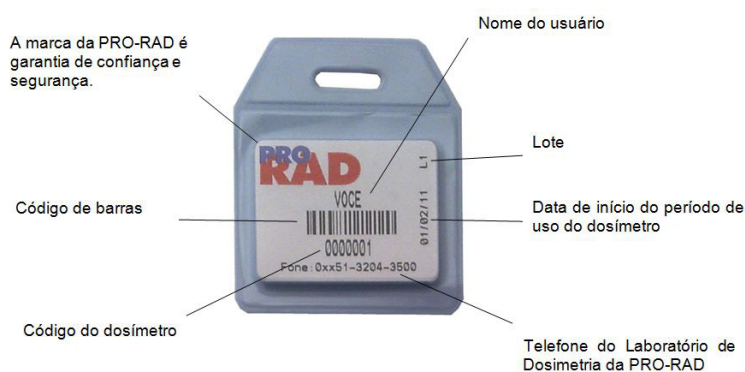 Nome do usuário
A marca da PRO-RAD é
garantia de confiança e
segurança.
PRO
RAD
L1
Lote
VOCE
Código de barras
Data de início do período de
uso do dosímetro
01/02/11
0000001
Fone:0xx51-3204-3500
Código do dosímetro
Telefone do Laboratório de
Dosimetria da PRO-RAD